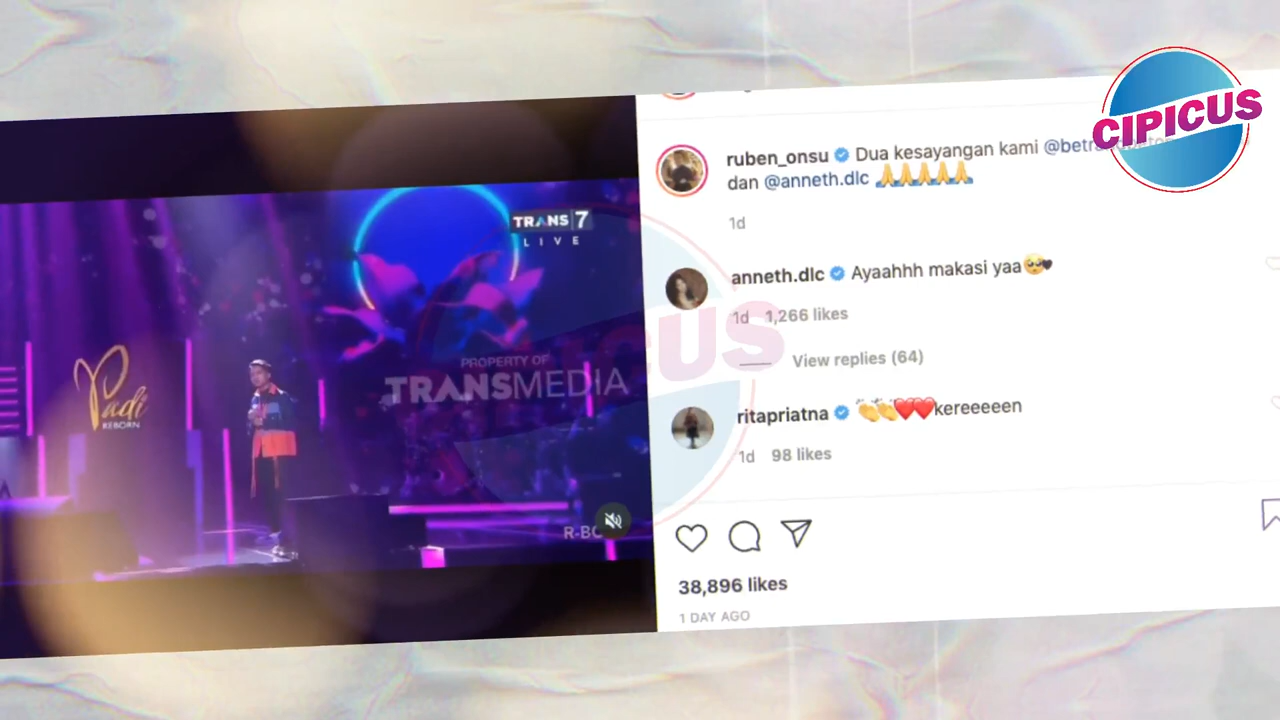 CIPICUS
TRANS|7
LIVE
PROPERTY OF
TRANSMEDIA
Padi
REBORN
ruben_onsu Dua kesayangan kami
dan @anneth.dlc 🙏🙏🙏🙏🙏
1d
anneth.dlc Ayaahhh makasi yaa🥺🖤
1d 1,266 likes
View replies (64)
ritapriatna 👏👏❤️❤️kereeeeen
1d 98 likes
38,896 likes
1 DAY AGO